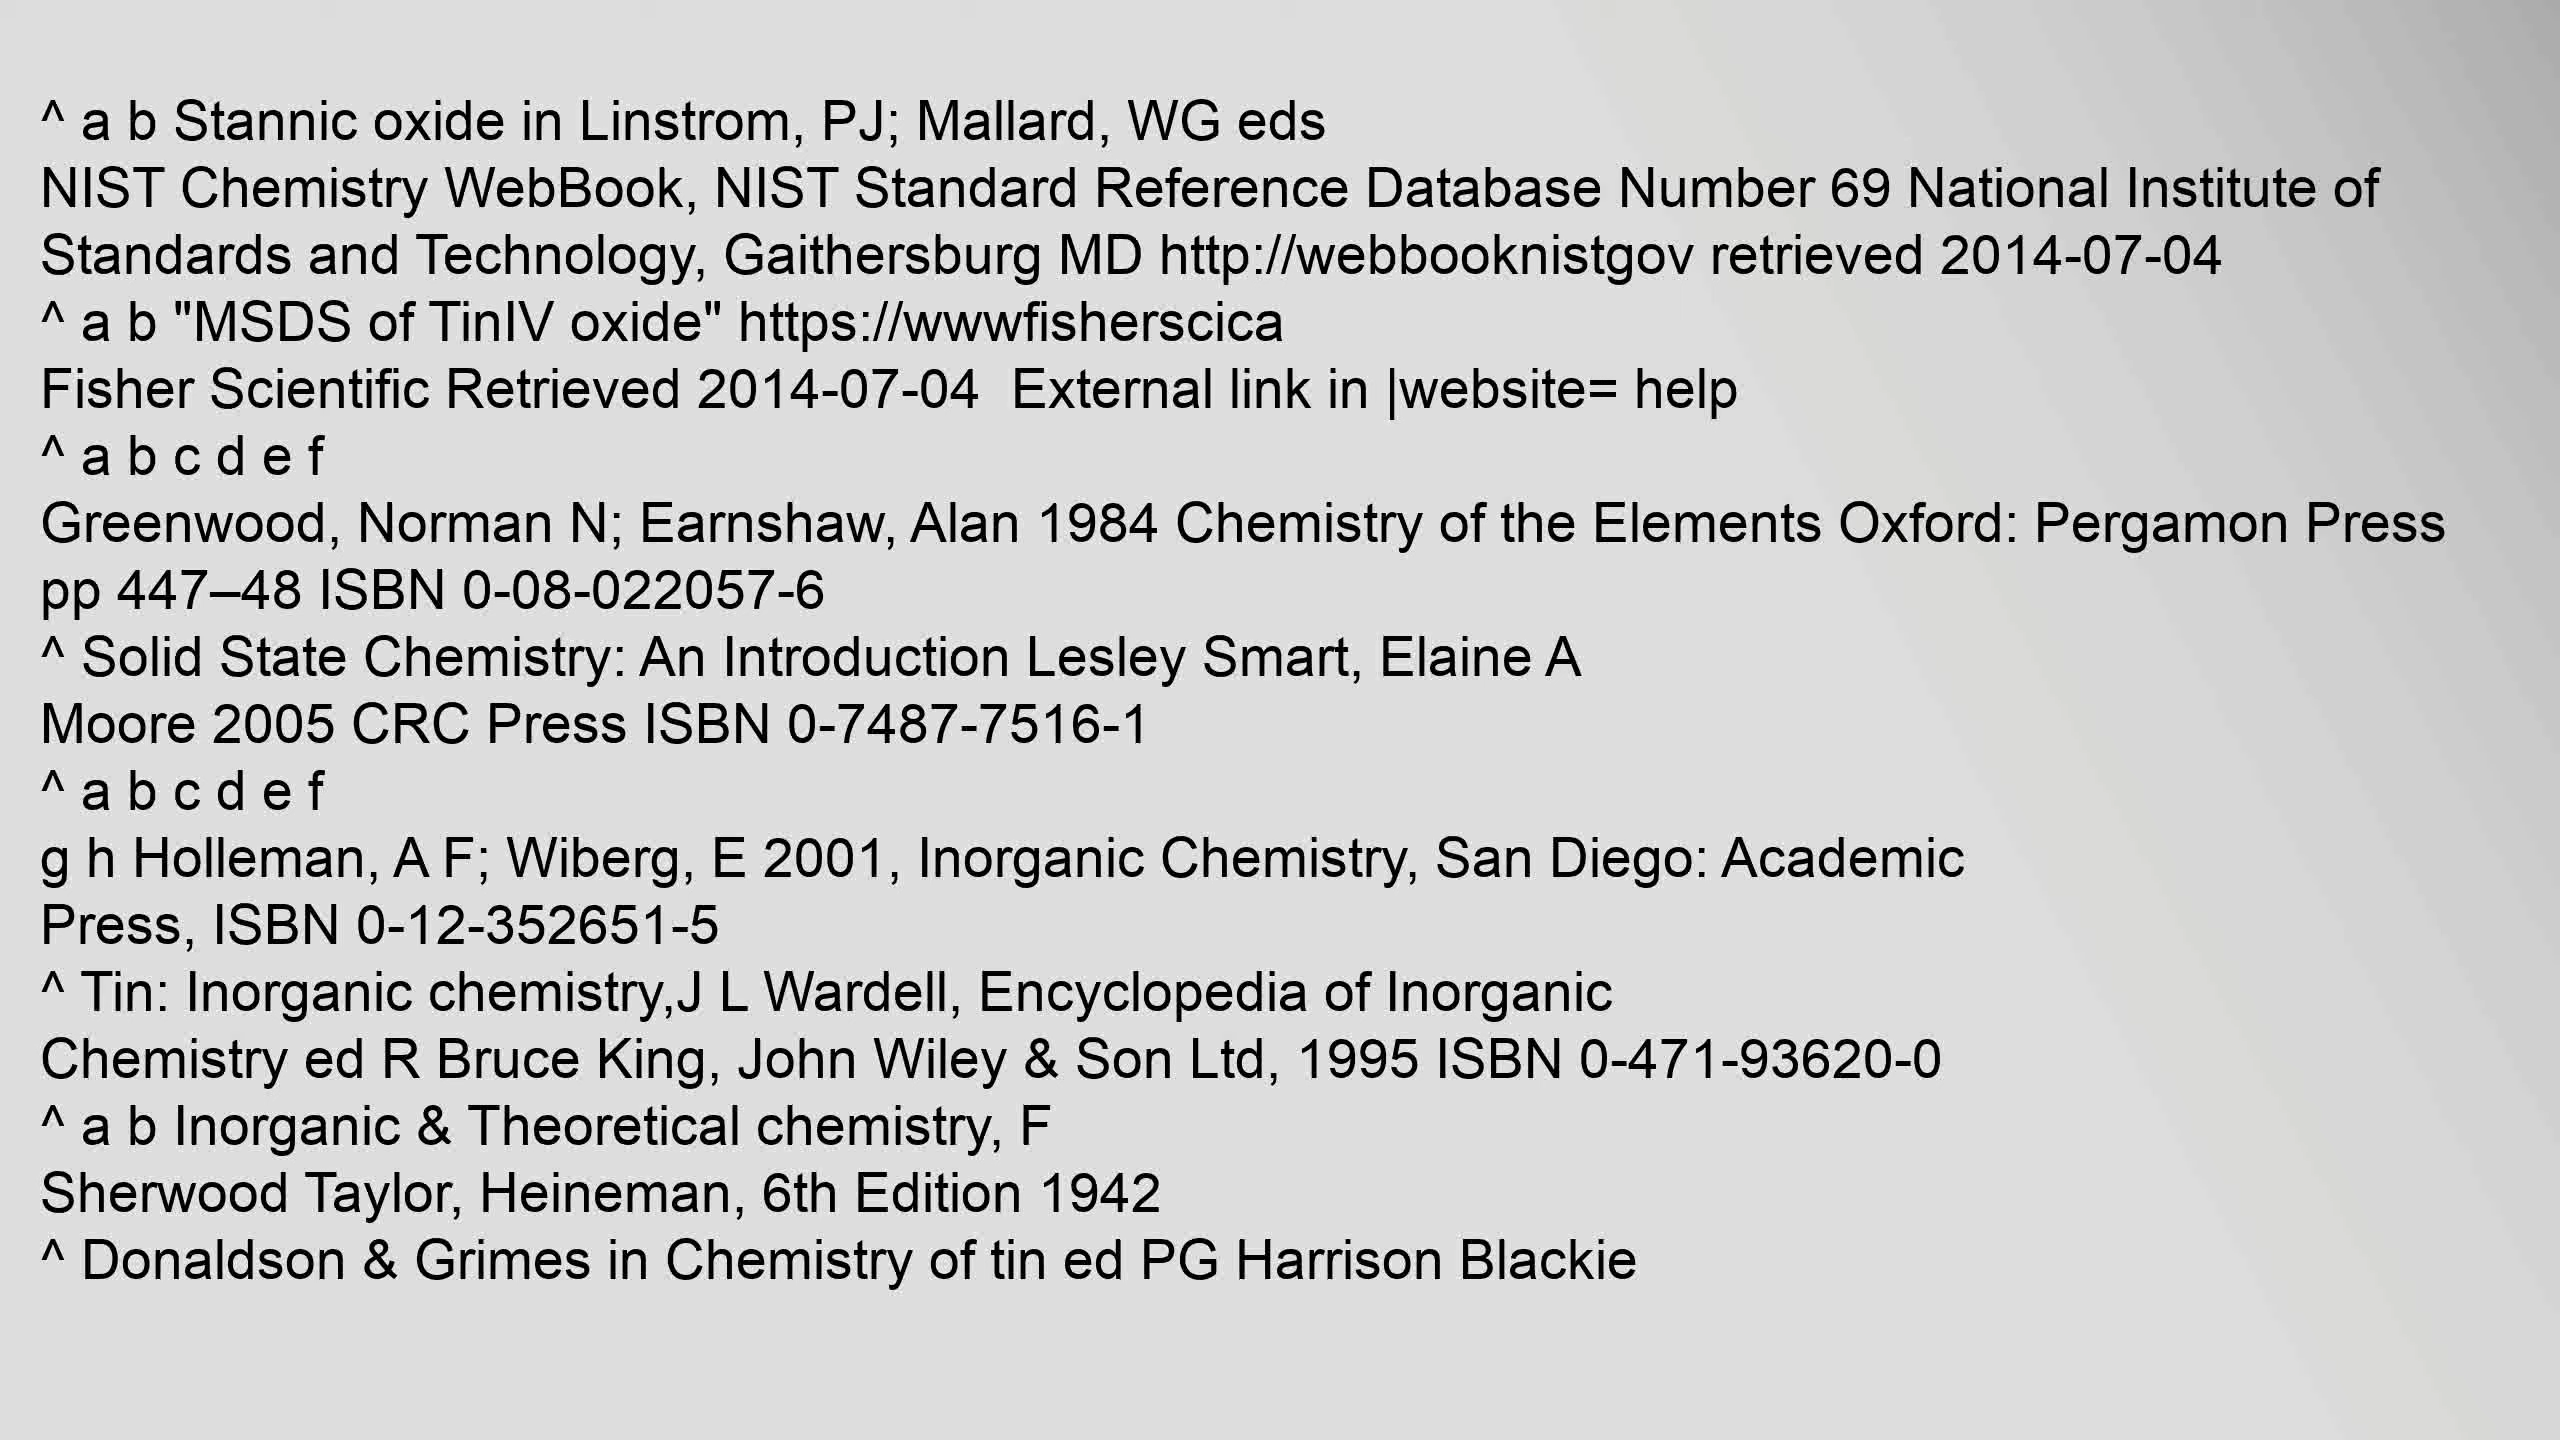 ^ a b Stannic oxide in Linstrom, PJ; Mallard, WG eds
NIST Chemistry WebBook, NIST Standard Reference Database Number 69 National Institute of
Standards and Technology, Gaithersburg MD http://webbooknistgov retrieved 2014-07-04
^ a b "MSDS of TinIV oxide" https://wwwfisherscica
Fisher Scientific Retrieved 2014-07-04  External link in |website= help
^ a b c d e f
Greenwood, Norman N; Earnshaw, Alan 1984 Chemistry of the Elements Oxford: Pergamon Press
pp 447–48 ISBN 0-08-022057-6
^ Solid State Chemistry: An Introduction Lesley Smart, Elaine A
Moore 2005 CRC Press ISBN 0-7487-7516-1
^ a b c d e f
g h Holleman, A F; Wiberg, E 2001, Inorganic Chemistry, San Diego: Academic
Press, ISBN 0-12-352651-5
^ Tin: Inorganic chemistry,J L Wardell, Encyclopedia of Inorganic
Chemistry ed R Bruce King, John Wiley & Son Ltd, 1995 ISBN 0-471-93620-0
^ a b Inorganic & Theoretical chemistry, F
Sherwood Taylor, Heineman, 6th Edition 1942
^ Donaldson & Grimes in Chemistry of tin ed PG Harrison Blackie